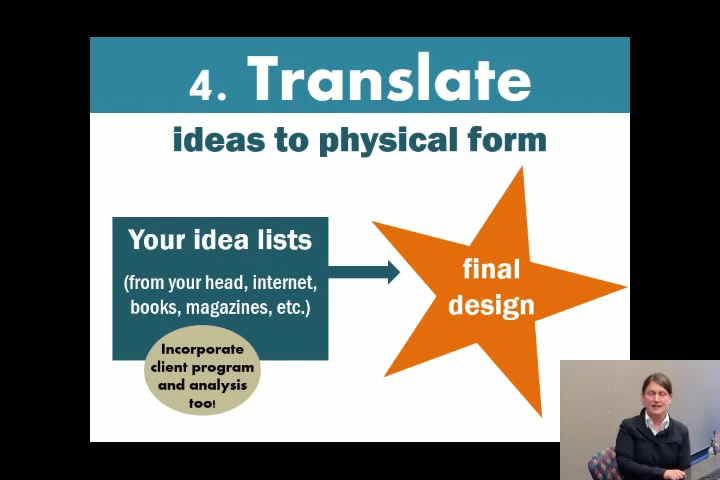 4. Translate
ideas to physical form
Your idea lists
(from your head, internet,
books, magazines, etc.)
Incorporate
client program
and analysis
too!
final
design